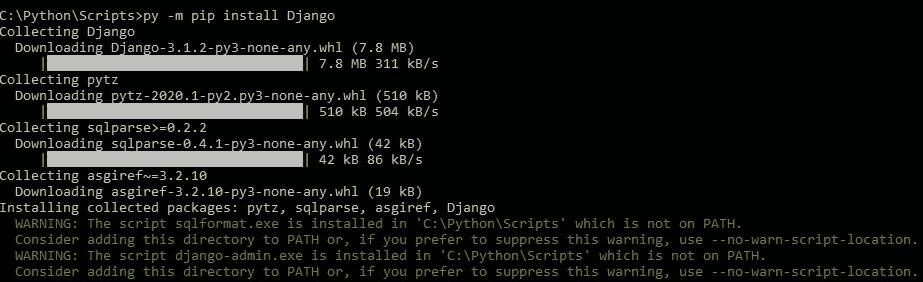 C:\Python\Scripts>py -m pip install Django
Collecting Django
Downloading Django-3.1.2-py3-none-any.whl (7.8 MB)
| | 7.8 MB 311 kB/s
Collecting pytz
Downloading pytz-2020.1-py2.py3-none-any.whl (510 kB)
| | 510 kB 504 kB/s
Collecting sqlparse>=0.2.2
Downloading sqlparse-0.4.1-py3-none-any.whl (42 kB)
| | 42 kB 86 kB/s
Collecting asgiref~=3.2.10
Downloading asgiref-3.2.10-py3-none-any.whl (19 kB)
Installing collected packages: pytz, sqlparse, asgiref, Django
WARNING: The script sqlformat.exe is installed in 'C:\Python\Scripts' which is not on PATH.
Consider adding this directory to PATH or, if you prefer to suppress this warning, use --no-warn-script-location.
WARNING: The script django-admin.exe is installed in 'C:\Python\Scripts' which is not on PATH.
Consider adding this directory to PATH or, if you prefer to suppress this warning, use --no-warn-script-location.